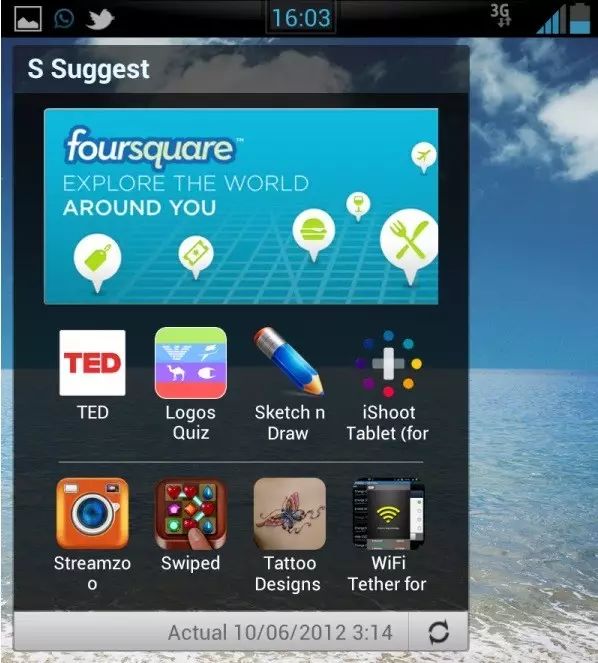 16:03
3G
S Suggest
foursquare™
EXPLORE THE WORLD
AROUND YOU
TED
TED
Logos
Quiz
Sketch n
Draw
iShoot
Tablet (for
Streamzo
o
Swiped
Tattoo
Designs
WiFi
Tether for
Actual 10/06/2012 3:14